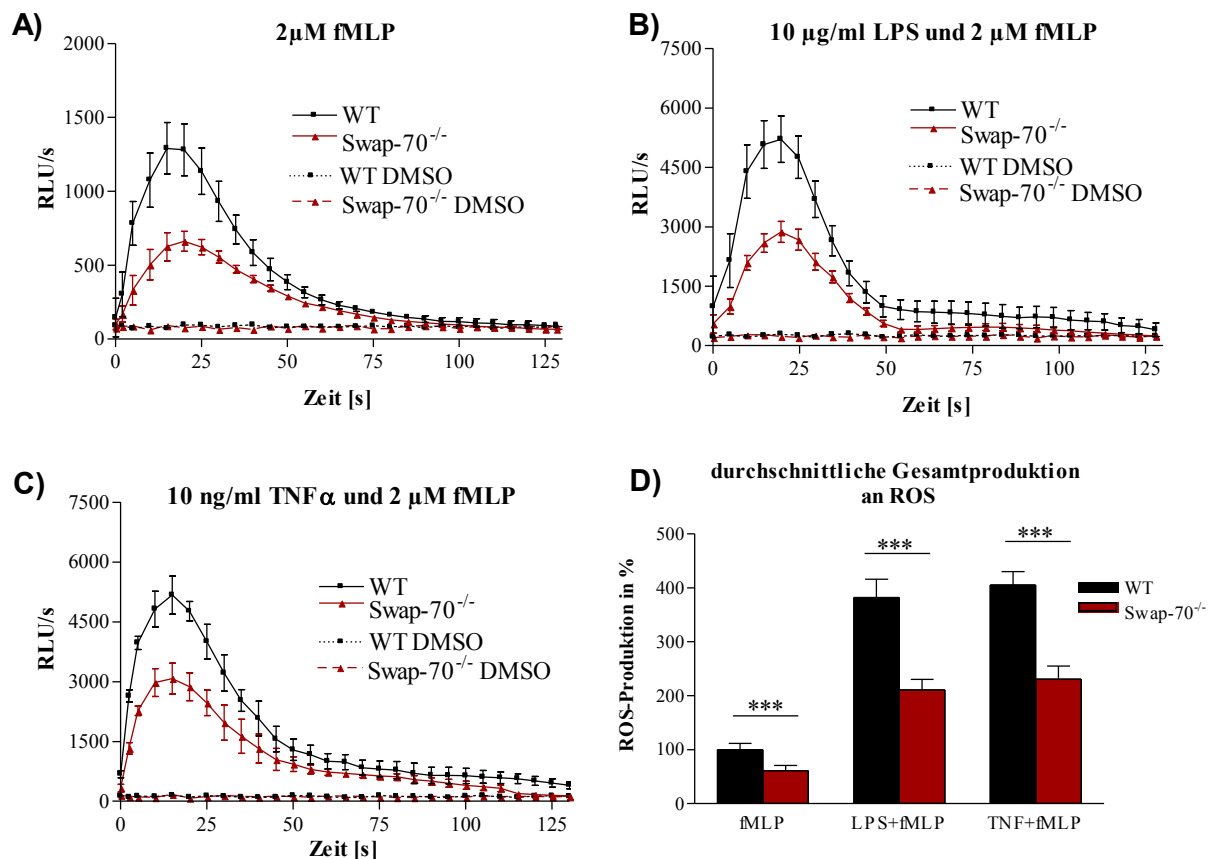 A)
2µM fMLP
RLU/s
2000
1500
1000
500
0
0 25 50 75 100 125
Zeit [s]
WT
Swap-70-/-
WT DMSO
Swap-70-/- DMSO
B)
10 µg/ml LPS und 2 µM fMLP
RLU/s
7500
6000
4500
3000
1500
0
0 25 50 75 100 125
Zeit [s]
WT
Swap-70-/-
WT DMSO
Swap-70-/- DMSO
C)
10 ng/ml TNFα und 2 µM fMLP
RLU/s
7500
6000
4500
3000
1500
0
0 25 50 75 100 125
Zeit [s]
WT
Swap-70-/-
WT DMSO
Swap-70-/- DMSO
D)
durchschnittliche Gesamtproduktion
an ROS
ROS-Produktion in %
500
400
300
200
100
0
***
***
***
fMLP LPS+fMLP TNF+fMLP
WT
Swap-70-/-